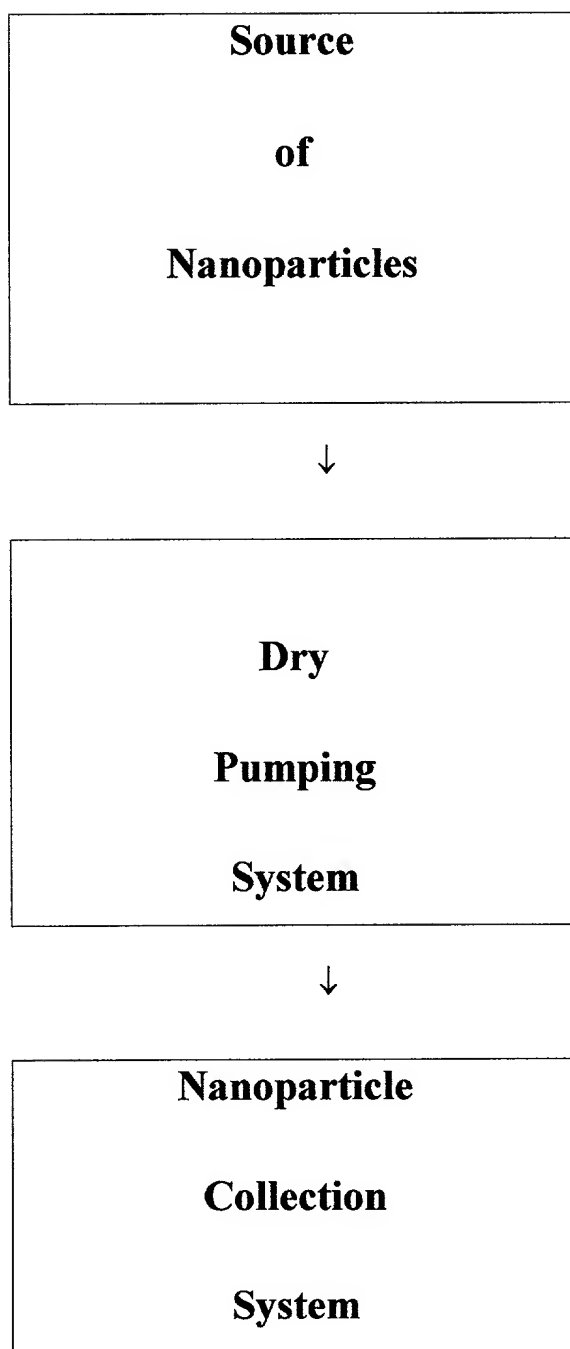 Source
of
Nanoparticles
↓
Dry
Pumping
System
↓
Nanoparticle
Collection
System